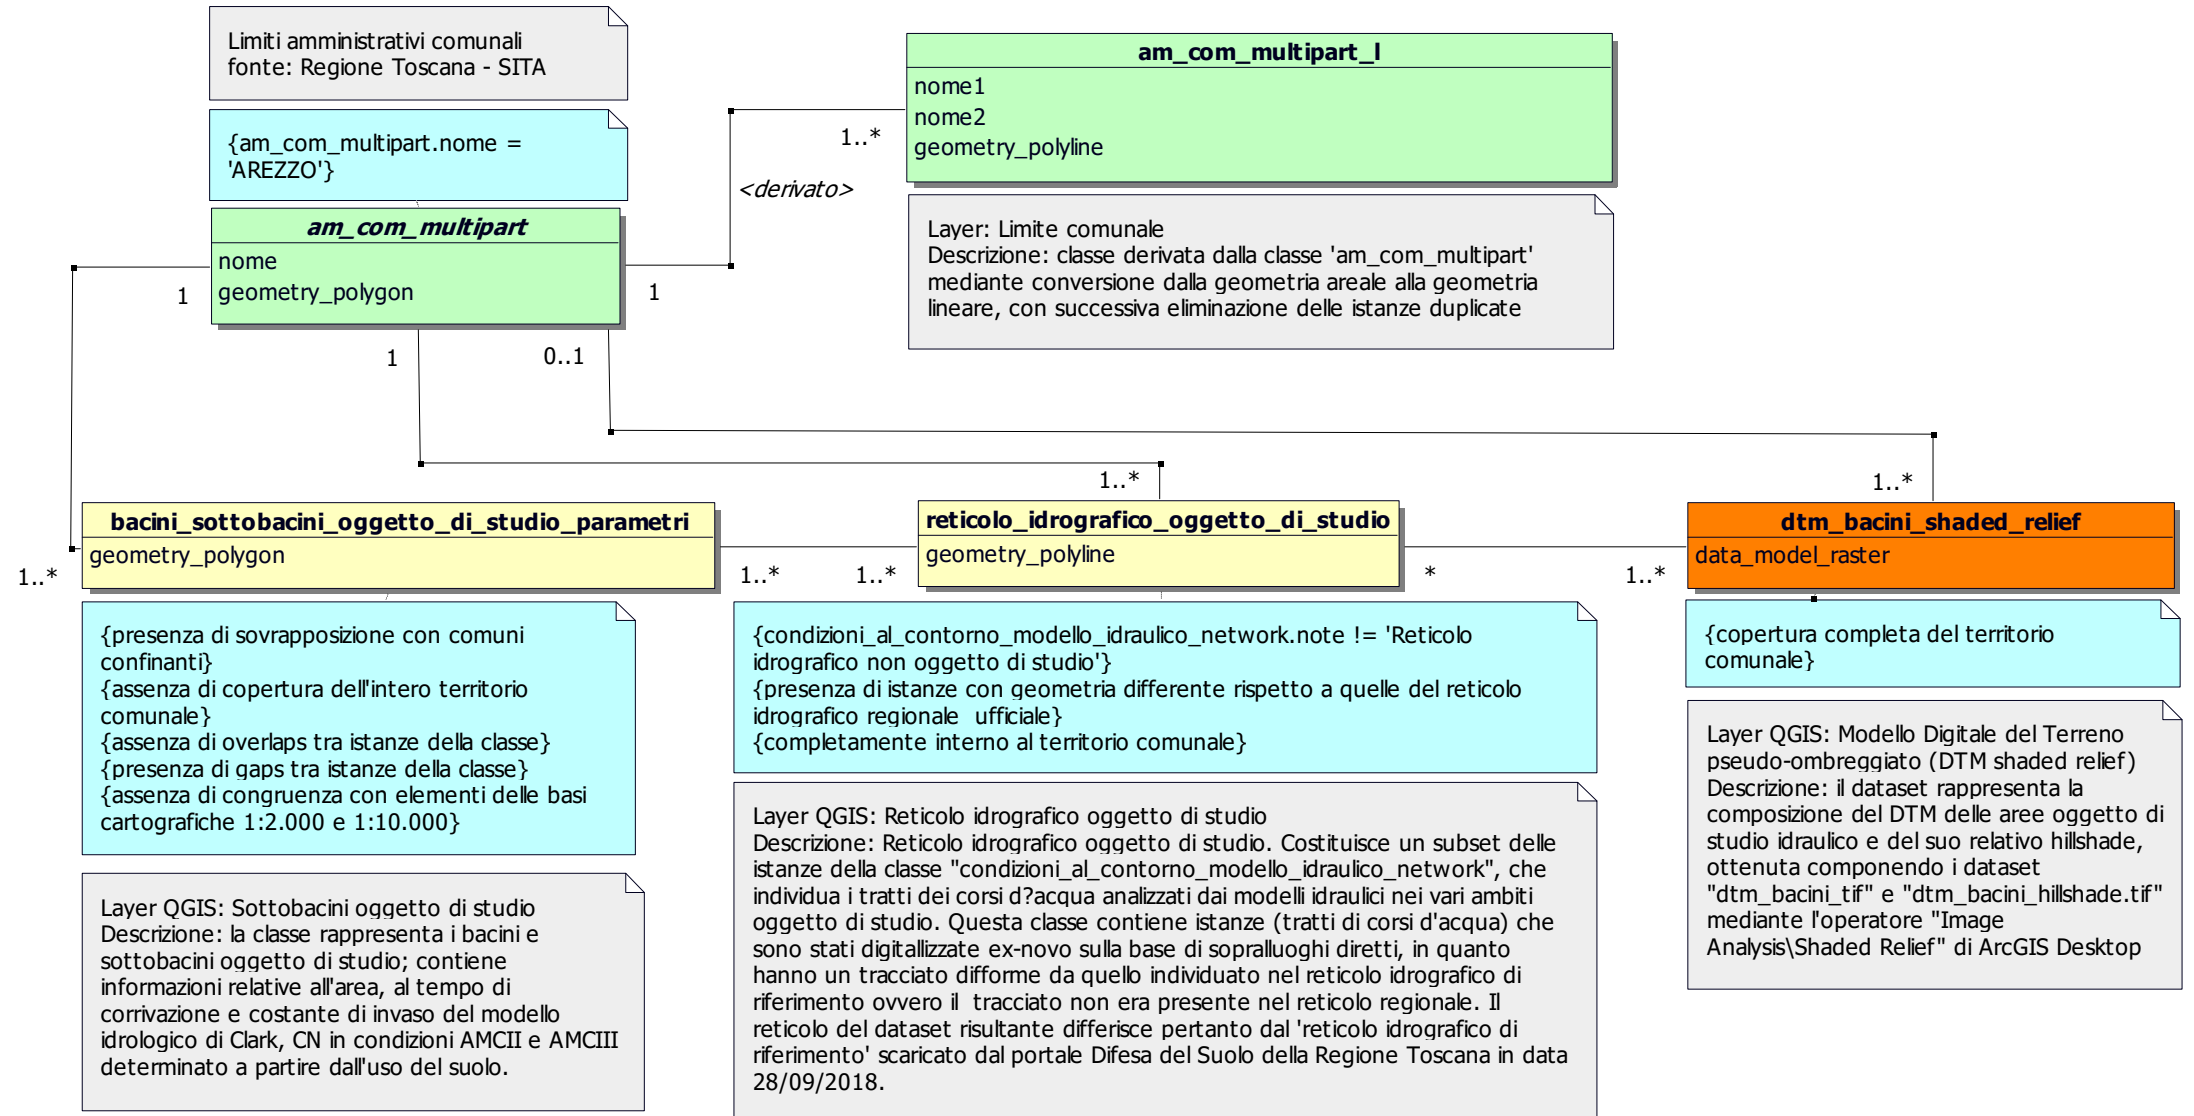 Limiti amministrativi comunali
fonte: Regione Toscana - SITA
{am_com_multipart.nome =
'AREZZO'}
am_com_multipart
nome
geometry_polygon
am_com_multipart_l
nome1
nome2
geometry_polyline
1..*
<derivato>
1
1
1
0..1
Layer: Limite comunale
Descrizione: classe derivata dalla classe 'am_com_multipart'
mediante conversione dalla geometria areale alla geometria
lineare, con successiva eliminazione delle istanze duplicate
1..*
1..*
bacini_sottobacini_oggetto_di_studio_parametri
geometry_polygon
1..*
1..*
1..*
reticolo_idrografico_oggetto_di_studio
geometry_polyline
*
1..*
dtm_bacini_shaded_relief
data_model_raster
{presenza di sovrapposizione con comuni
confinanti}
{assenza di copertura dell'intero territorio
comunale}
{assenza di overlaps tra istanze della classe}
{presenza di gaps tra istanze della classe}
{assenza di congruenza con elementi delle basi
cartografiche 1:2.000 e 1:10.000}
Layer QGIS: Sottobacini oggetto di studio
Descrizione: la classe rappresenta i bacini e
sottobacini oggetto di studio; contiene
informazioni relative all'area, al tempo di
corrivazione e costante di invaso del modello
idrologico di Clark, CN in condizioni AMCII e AMCIII
determinato a partire dall'uso del suolo.
{condizioni_al_contorno_modello_idraulico_network.note != 'Reticolo
idrografico non oggetto di studio'}
{presenza di istanze con geometria differente rispetto a quelle del reticolo
idrografico regionale  ufficiale}
{completamente interno al territorio comunale}
Layer QGIS: Reticolo idrografico oggetto di studio
Descrizione: Reticolo idrografico oggetto di studio. Costituisce un subset delle
istanze della classe "condizioni_al_contorno_modello_idraulico_network", che
individua i tratti dei corsi d?acqua analizzati dai modelli idraulici nei vari ambiti
oggetto di studio. Questa classe contiene istanze (tratti di corsi d'acqua) che
sono stati digitallizzate ex-novo sulla base di sopralluoghi diretti, in quanto
hanno un tracciato difforme da quello individuato nel reticolo idrografico di
riferimento ovvero il  tracciato non era presente nel reticolo regionale. Il
reticolo del dataset risultante differisce pertanto dal 'reticolo idrografico di
riferimento' scaricato dal portale Difesa del Suolo della Regione Toscana in data
28/09/2018.
{copertura completa del territorio
comunale}
Layer QGIS: Modello Digitale del Terreno
pseudo-ombreggiato (DTM shaded relief)
Descrizione: il dataset rappresenta la
composizione del DTM delle aree oggetto di
studio idraulico e del suo relativo hillshade,
ottenuta componendo i dataset
"dtm_bacini_tif" e "dtm_bacini_hillshade.tif"
mediante l'operatore "Image
Analysis\Shaded Relief" di ArcGIS Desktop